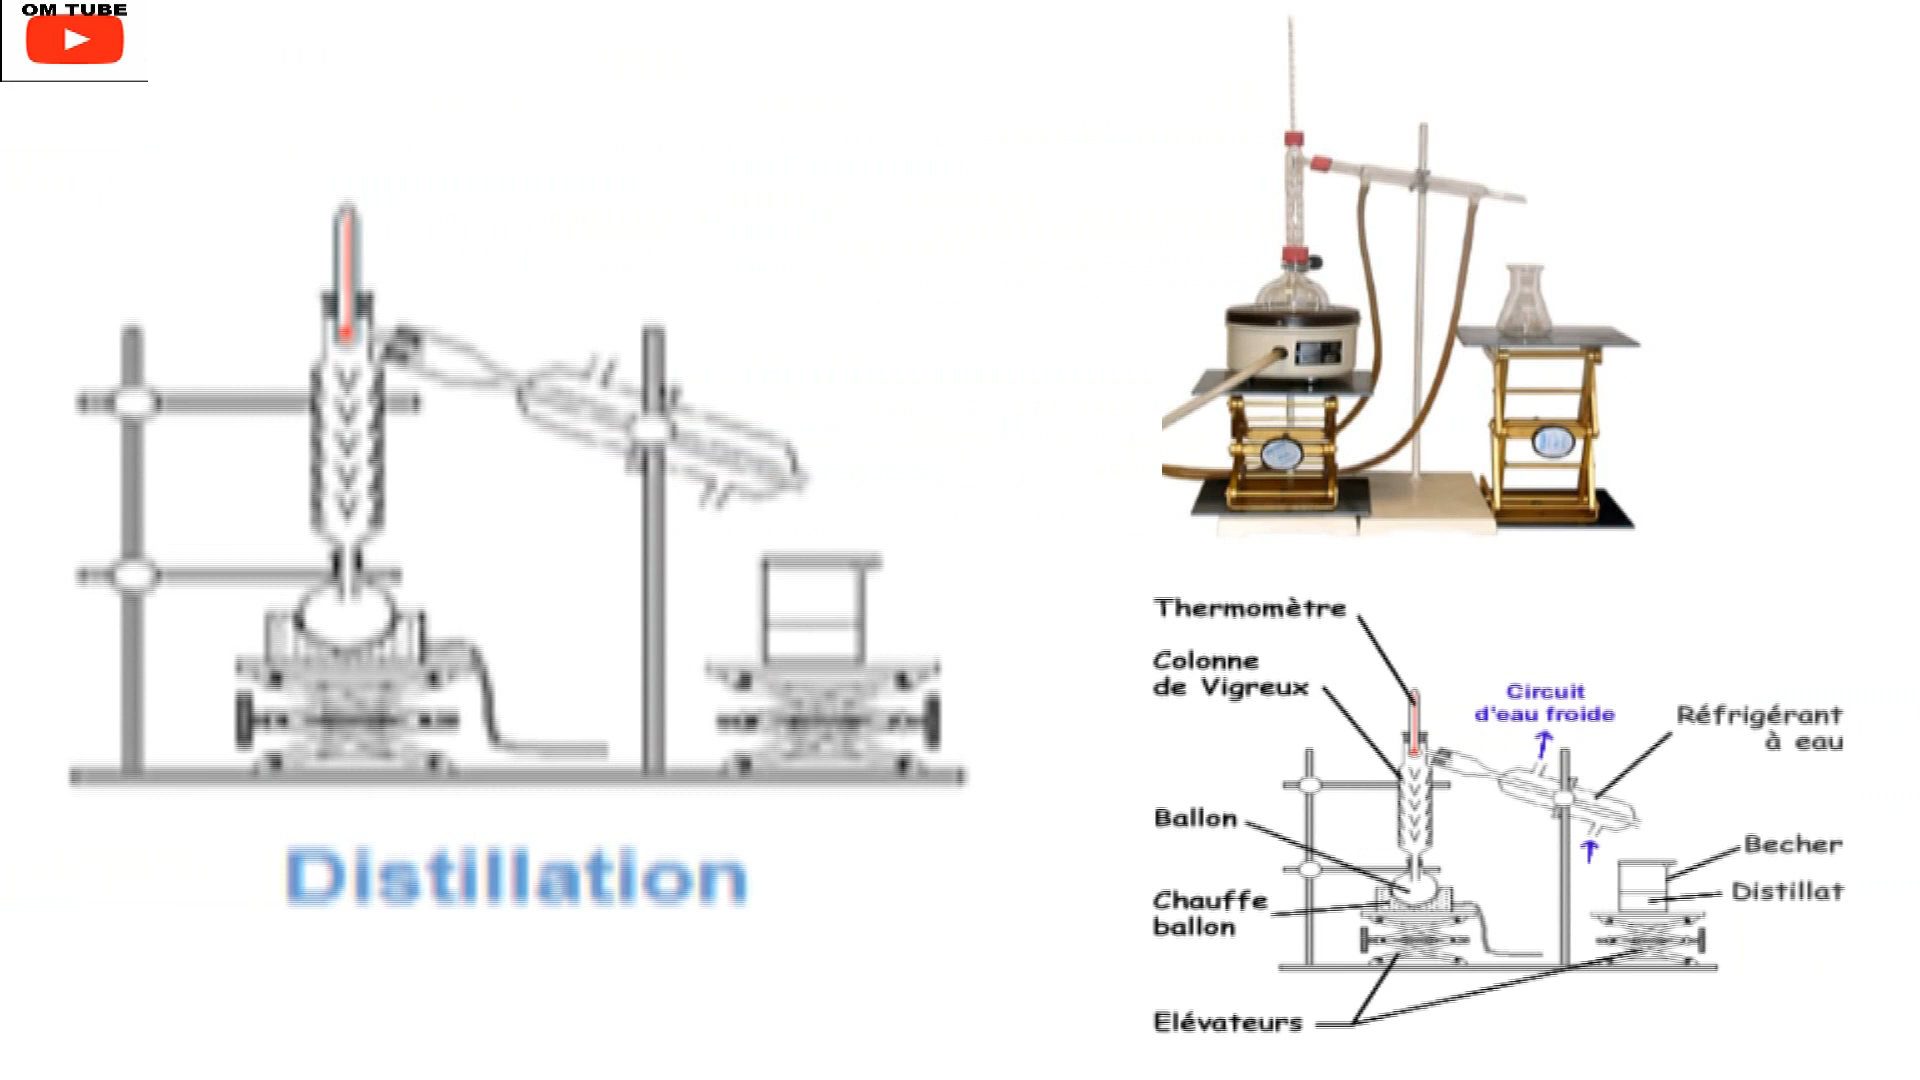 OM TUBE
Distillation
Thermomètre
Colonne
de Vigreux
Circuit
d'eau froide
Réfrigérant
à eau
Ballon
Becher
Distillat
Chauffe
ballon
Elévateurs